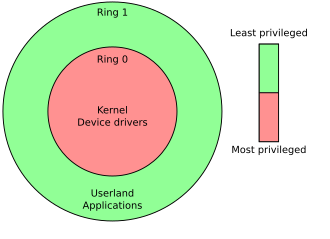 Ring 1
Ring 0
Kernel
Device drivers
Userland
Applications
Least privileged
Most privileged